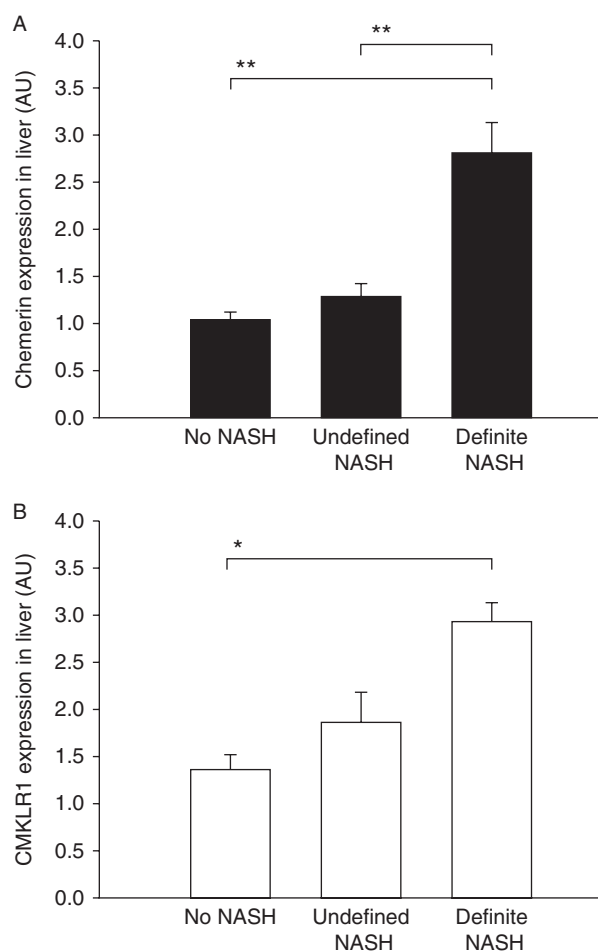 A
Chemerin expression in liver (AU)
4.0
3.5
3.0
2.5
2.0
1.5
1.0
0.5
0.0
**
**
No NASH
Undefined
NASH
Definite
NASH
B
CMKLR1 expression in liver (AU)
4.0
3.5
3.0
2.5
2.0
1.5
1.0
0.5
0.0
*
No NASH
Undefined
NASH
Definite
NASH